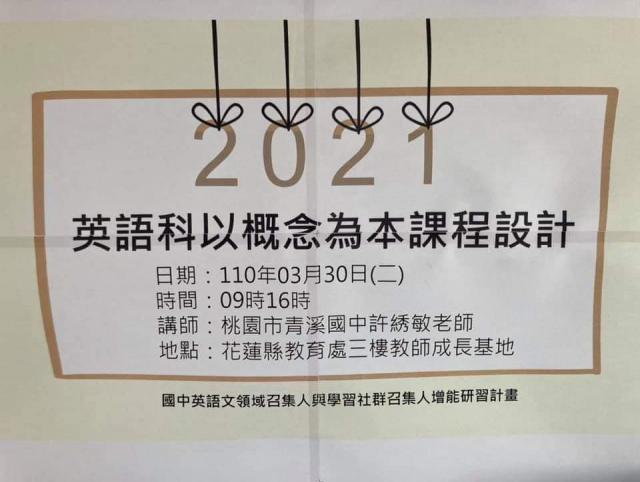 2021
英語科以概念為本課程設計
日期：110年03月30日(二)
時間：09時16時
講師：桃園市青溪國中許綉敏老師
地點：花蓮縣教育處三樓教師成長基地
國中英語文領域召集人與學習社群召集人增能研習計畫